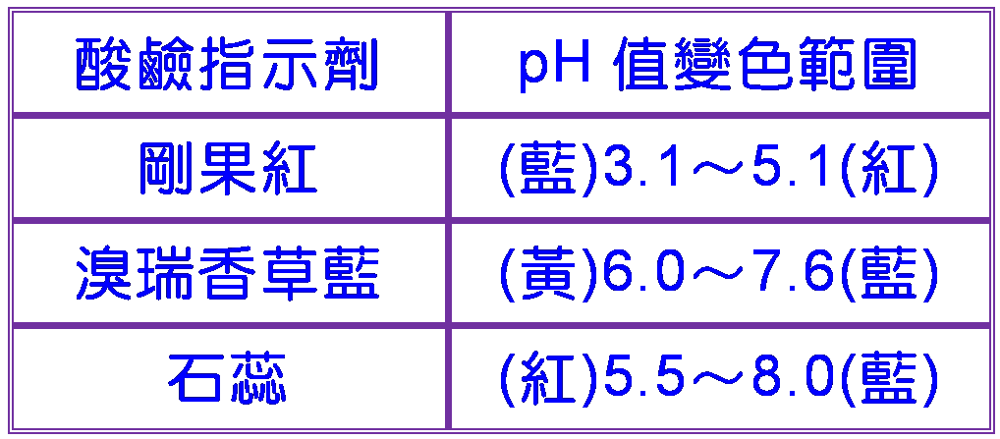 酸鹼指示劑 pH 值變色範圍
剛果紅 (藍)3.1～5.1(紅)
溴瑞香草藍 (黃)6.0～7.6(藍)
石蕊 (紅)5.5～8.0(藍)